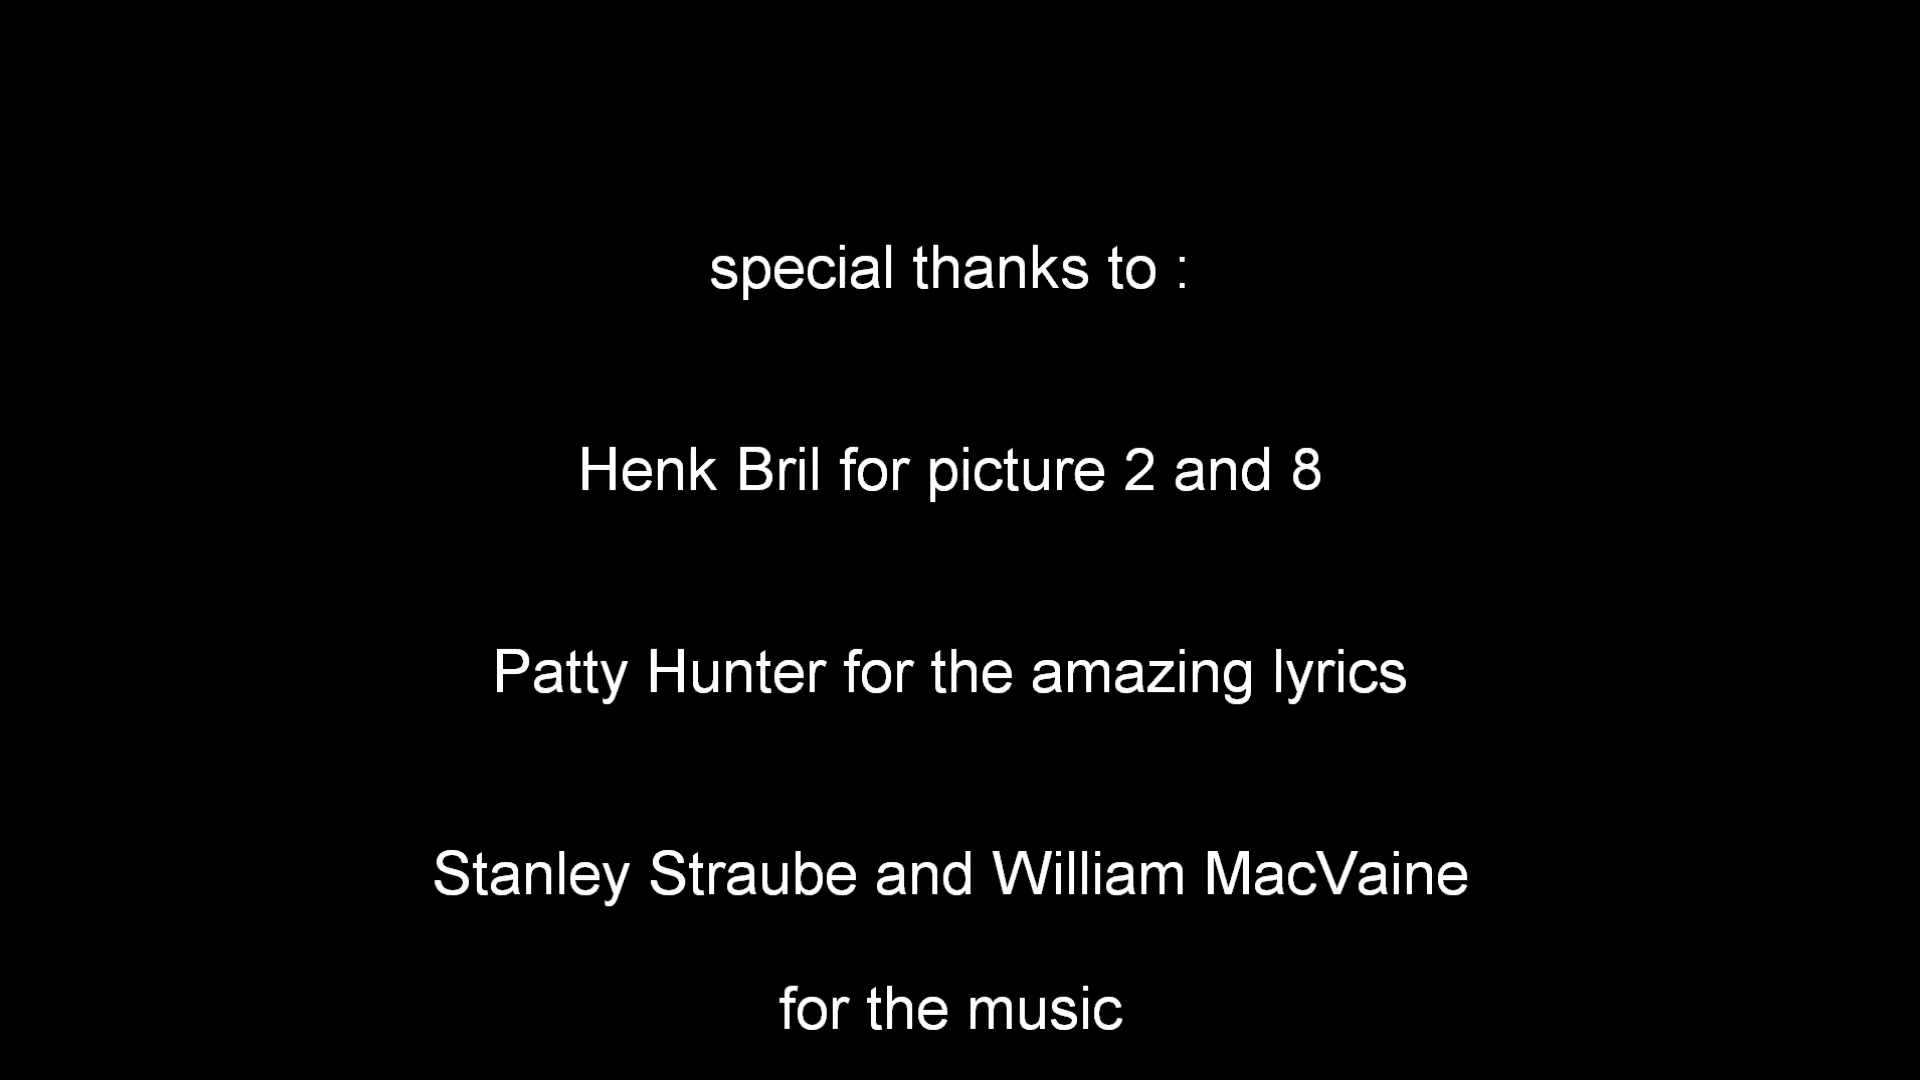 special thanks to :
Henk Bril for picture 2 and 8
Patty Hunter for the amazing lyrics
Stanley Straube and William MacVaine
for the music